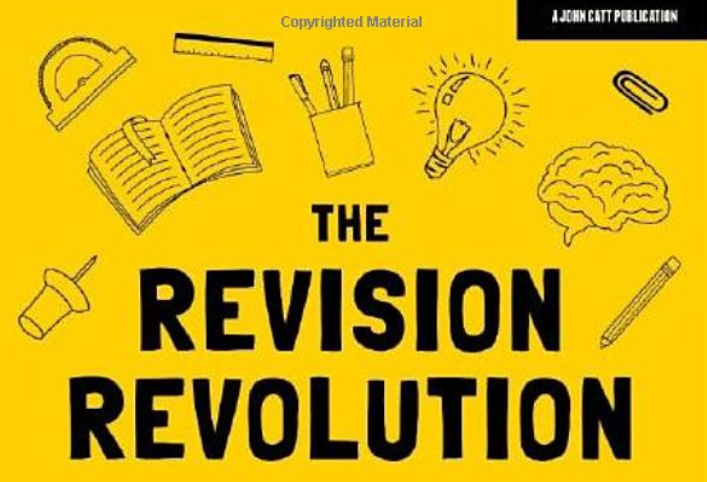 Copyrighted Material
A JOHN CATT PUBLICATION
THE
REVISION
REVOLUTION